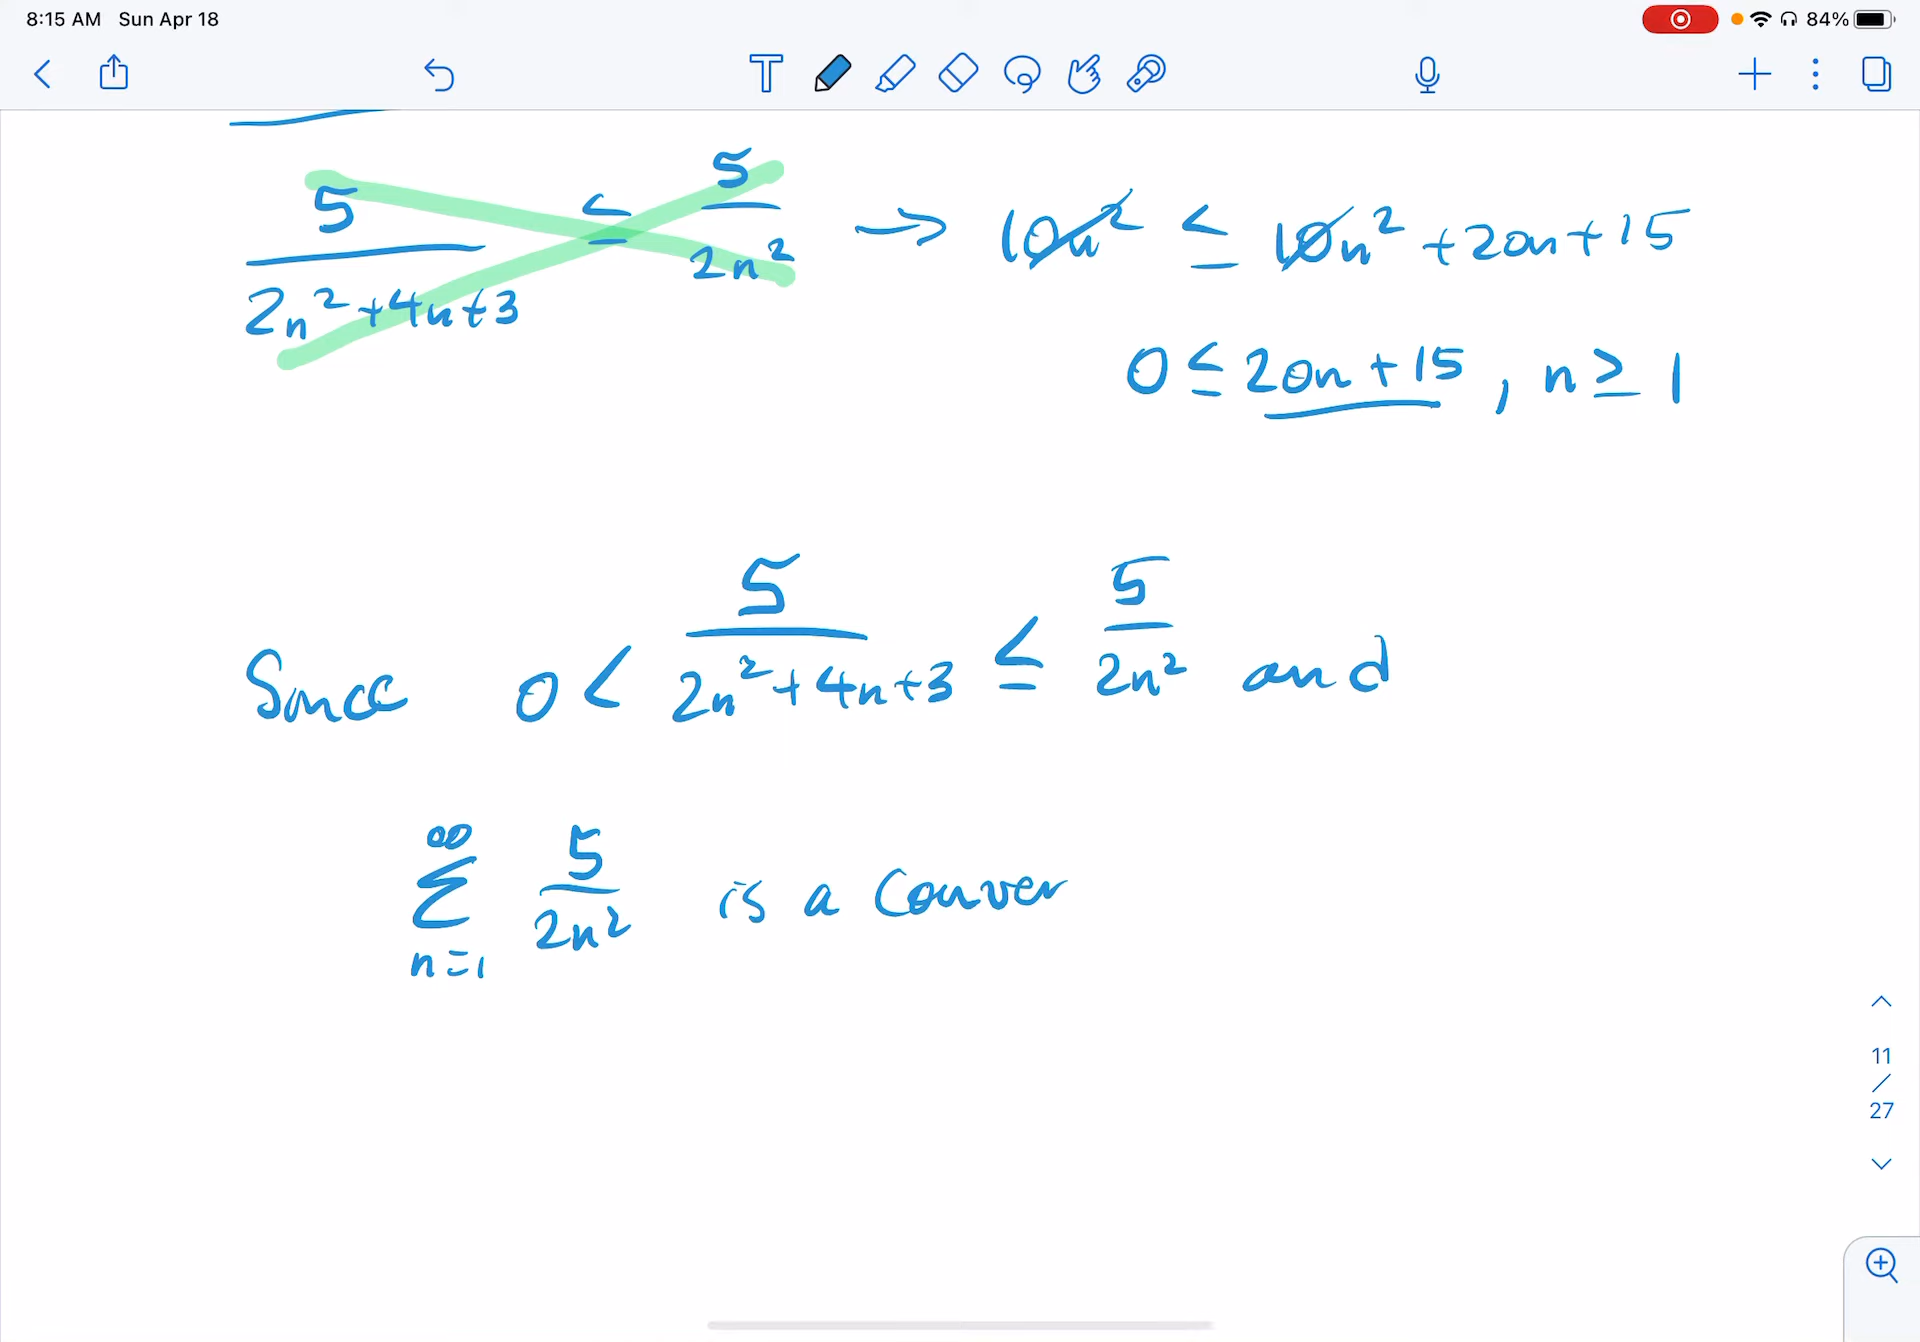 8:15 AM Sun Apr 18 84%
5/(2n²+4n+3) ≤ 5/(2n²) → 10n² ≤ 10n² + 20n + 15
0 ≤ 20n + 15 , n ≥ 1
Since 0 < 5/(2n²+4n+3) ≤ 5/(2n²) and
∞ Σ n=1 5/(2n²) is a Conver
11
/
27